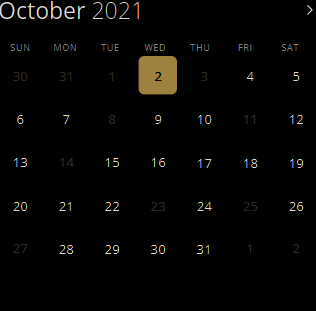 October 2021
SUN MON TUE WED THU FRI SAT
30 31 1 2 3 4 5
6 7 8 9 10 11 12
13 14 15 16 17 18 19
20 21 22 23 24 25 26
27 28 29 30 31 1 2